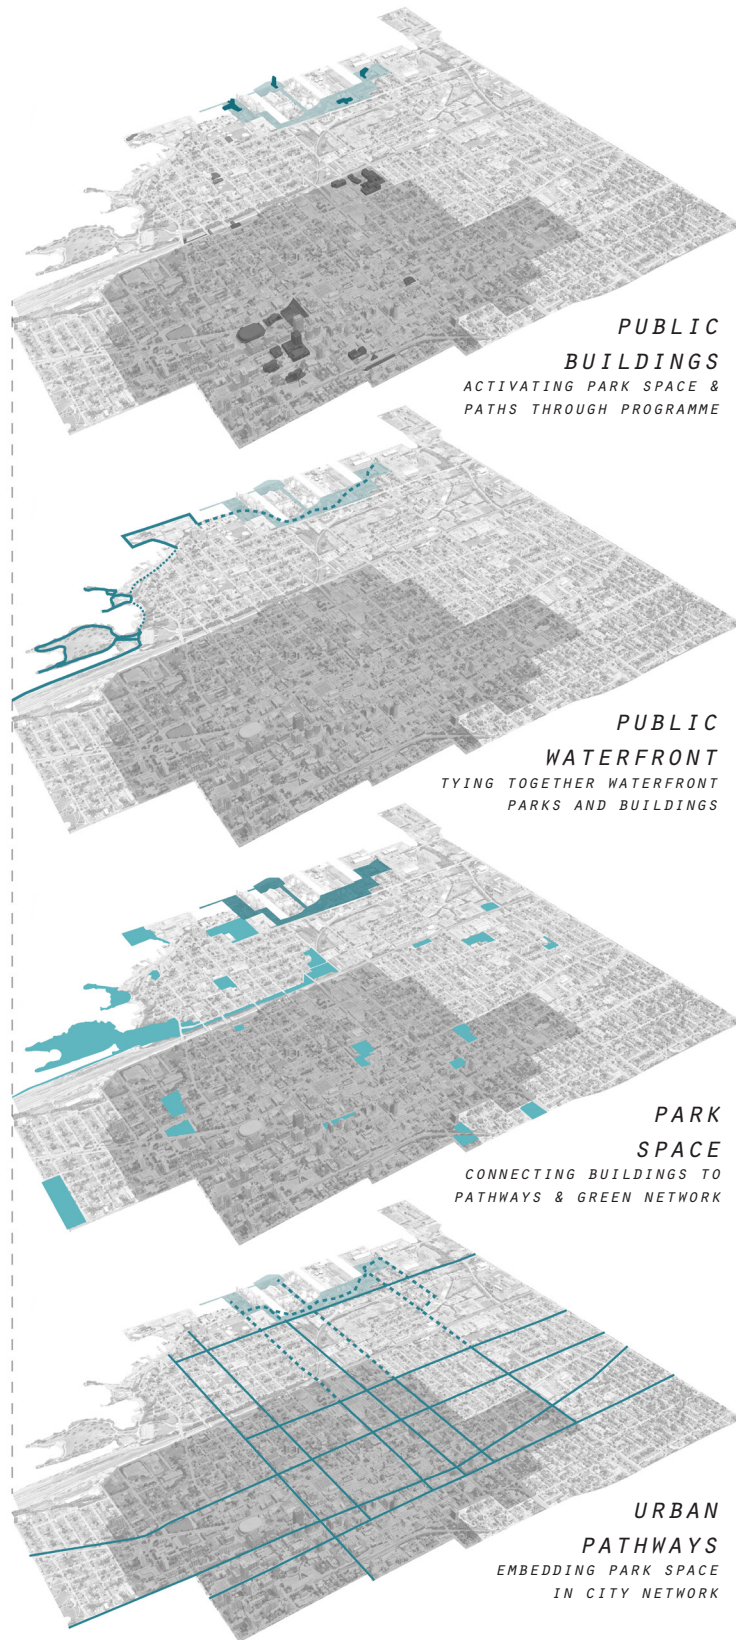 PUBLIC
BUILDINGS
ACTIVATING PARK SPACE &
PATHS THROUGH PROGRAMME
PUBLIC
WATERFRONT
TYING TOGETHER WATERFRONT
PARKS AND BUILDINGS
PARK
SPACE
CONNECTING BUILDINGS TO
PATHWAYS & GREEN NETWORK
URBAN
PATHWAYS
EMBEDDING PARK SPACE
IN CITY NETWORK